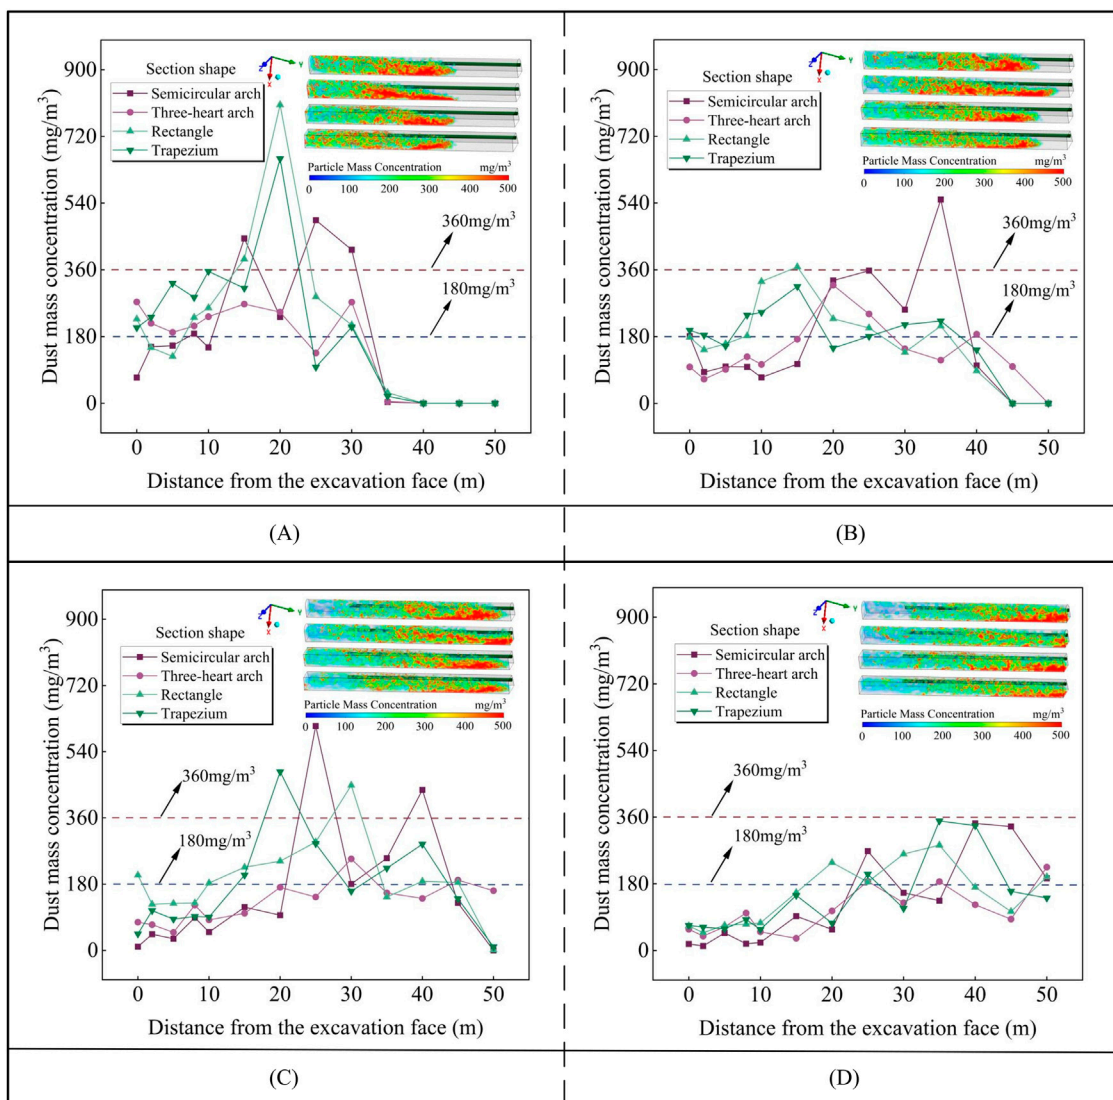 900
720
540
360
180
0
Dust mass concentration (mg/m³)
Section shape
Semicircular arch
Three-heart arch
Rectangle
Trapezium
Z
Y
X
Particle Mass Concentration mg/m³
0 100 200 300 400 500
360mg/m³
180mg/m³
0 10 20 30 40 50
Distance from the excavation face (m)
(A)
900
720
540
360
180
0
Dust mass concentration (mg/m³)
Section shape
Semicircular arch
Three-heart arch
Rectangle
Trapezium
Z
Y
X
Particle Mass Concentration mg/m³
0 100 200 300 400 500
360mg/m³
180mg/m³
0 10 20 30 40 50
Distance from the excavation face (m)
(B)
900
720
540
360
180
0
Dust mass concentration (mg/m³)
Section shape
Semicircular arch
Three-heart arch
Rectangle
Trapezium
Z
Y
X
Particle Mass Concentration mg/m³
0 100 200 300 400 500
360mg/m³
180mg/m³
0 10 20 30 40 50
Distance from the excavation face (m)
(C)
900
720
540
360
180
0
Dust mass concentration (mg/m³)
Section shape
Semicircular arch
Three-heart arch
Rectangle
Trapezium
Z
Y
X
Particle Mass Concentration mg/m³
0 100 200 300 400 500
360mg/m³
180mg/m³
0 10 20 30 40 50
Distance from the excavation face (m)
(D)